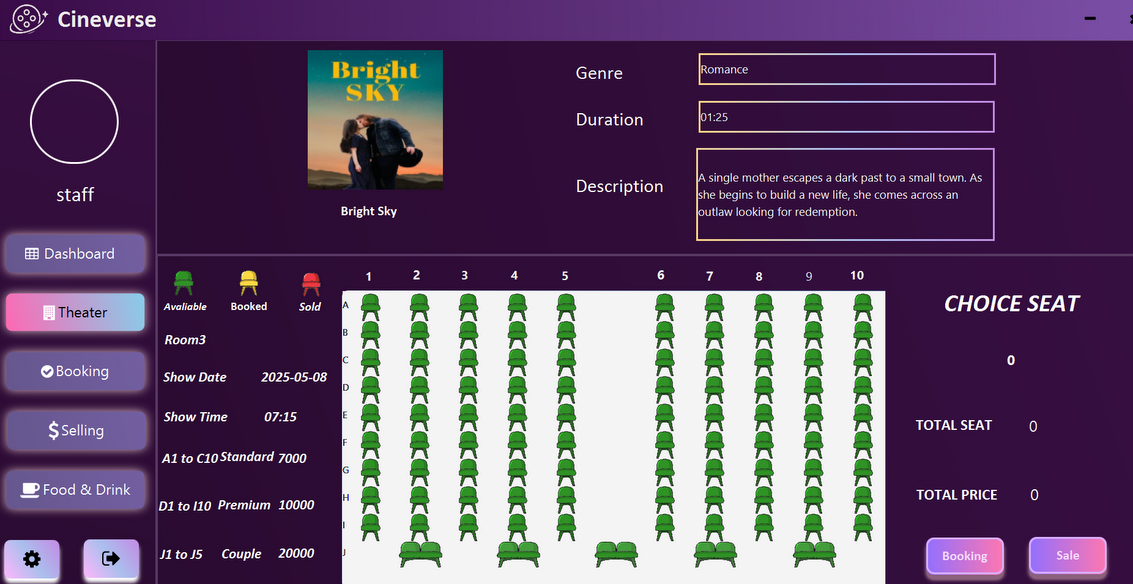 Cineverse
staff
Dashboard
Theater
Booking
Selling
Food & Drink
Bright
SKY
Bright Sky
Genre
Romance
Duration
01:25
Description
A single mother escapes a dark past to a small town. As
she begins to build a new life, she comes across an
outlaw looking for redemption.
Avaliable
Booked
Sold
Room3
Show Date 2025-05-08
Show Time 07:15
A1 to C10 Standard 7000
D1 to I10 Premium 10000
J1 to J5 Couple 20000
1 2 3 4 5 6 7 8 9 10
A
B
C
D
E
F
G
H
I
J
CHOICE SEAT
0
TOTAL SEAT 0
TOTAL PRICE 0
Booking
Sale